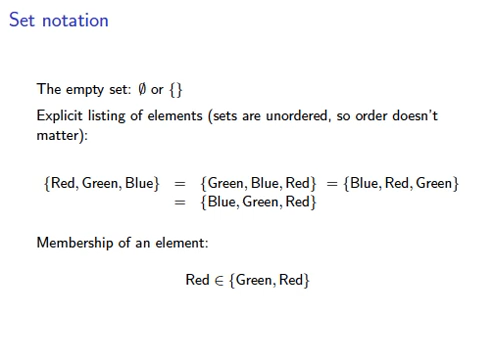 Set notation
The empty set: ∅ or {}
Explicit listing of elements (sets are unordered, so order doesn't
matter):
{Red, Green, Blue} = {Green, Blue, Red} = {Blue, Red, Green}
= {Blue, Green, Red}
Membership of an element:
Red ∈ {Green, Red}